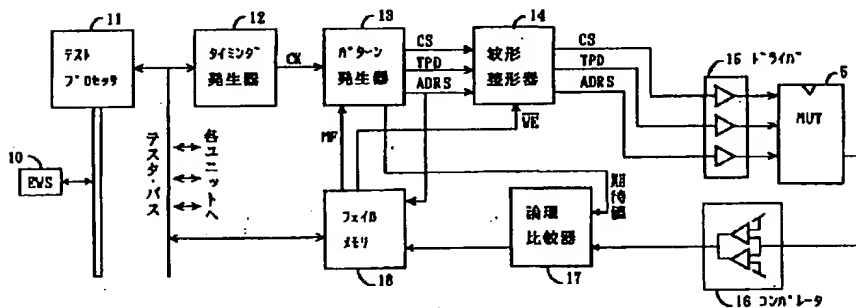 11
テスト
プロセッサ
12
タイミング
発生器
CK
13
パターン
発生器
CS
TPD
ADRS
14
波形
整形器
CS
TPD
ADRS
15 ドライバ
6
MUT
10
EWS
テスタ・バス
各ユニットへ
MF
WE
期待値
フェイル
メモリ
18
論理
比較器
17
16 コンパレータ